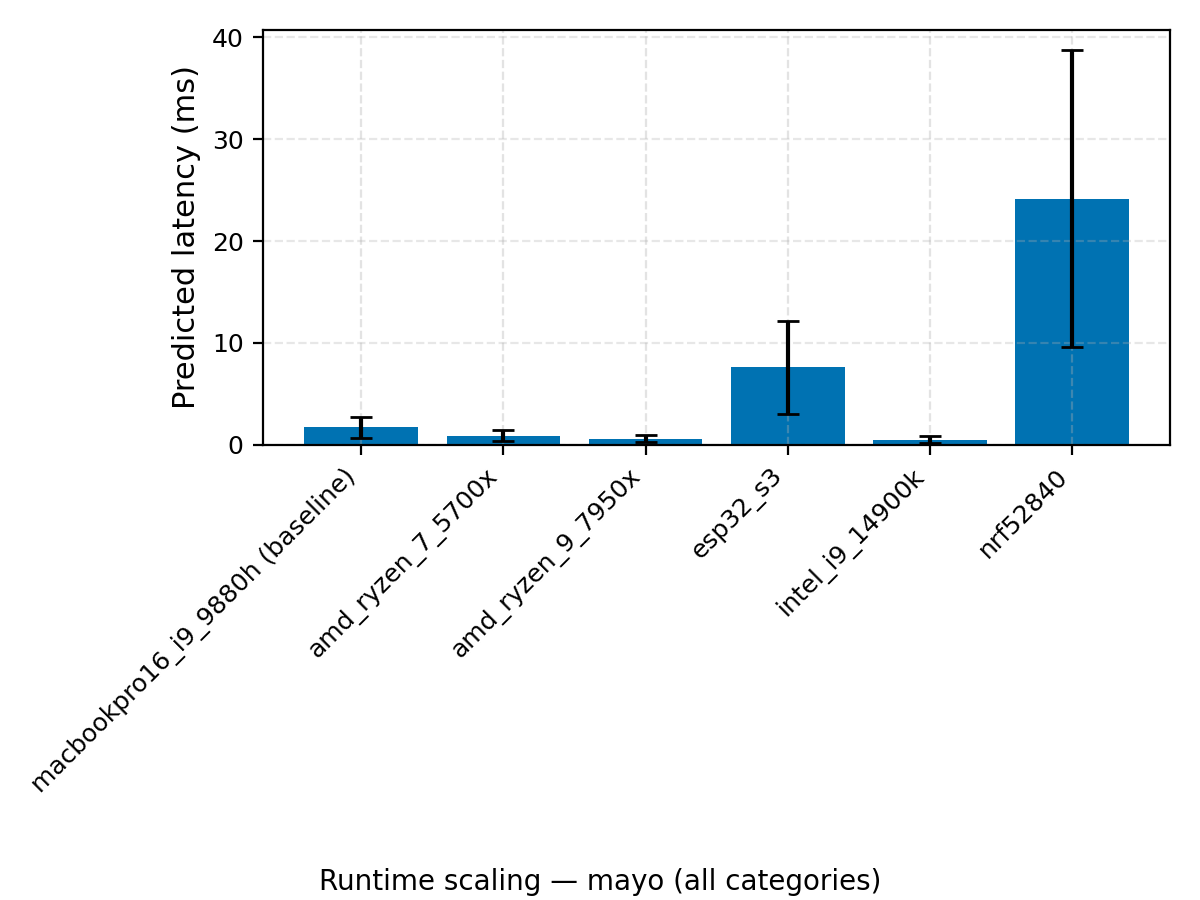 40
30
20
10
0
Predicted latency (ms)
macbookpro16_i9_9880h (baseline)
amd_ryzen_7_5700x
amd_ryzen_9_7950x
esp32_s3
intel_i9_14900k
nrf52840
Runtime scaling — mayo (all categories)